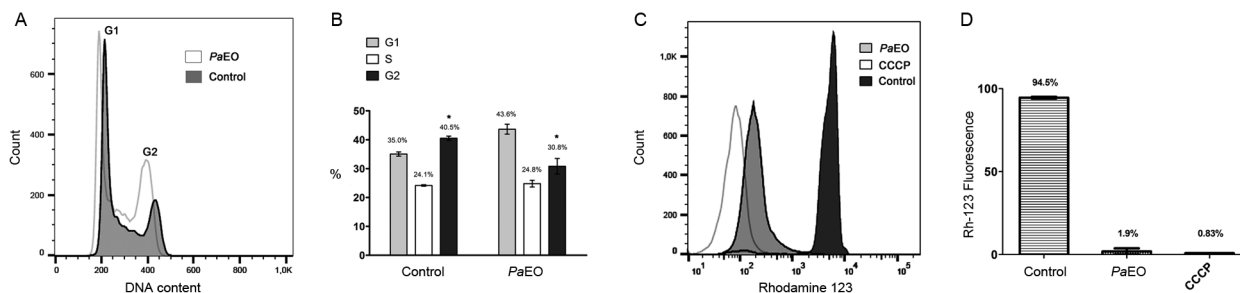 A
G1
G2
PaEO
Control
Count
600
400
200
0
0
200
400
600
800
1,0K
DNA content
B
G1
S
G2
%
50
40
30
20
10
0
35.0%
24.1%
*
40.5%
43.6%
24.8%
*
30.8%
Control
PaEO
C
PaEO
CCCP
Control
Count
1,0K
800
600
400
200
0
10¹
10²
10³
10⁴
10⁵
Rhodamine 123
D
Rh-123 Fluorescence
100
50
0
94.5%
1.9%
0.83%
Control
PaEO
CCCP